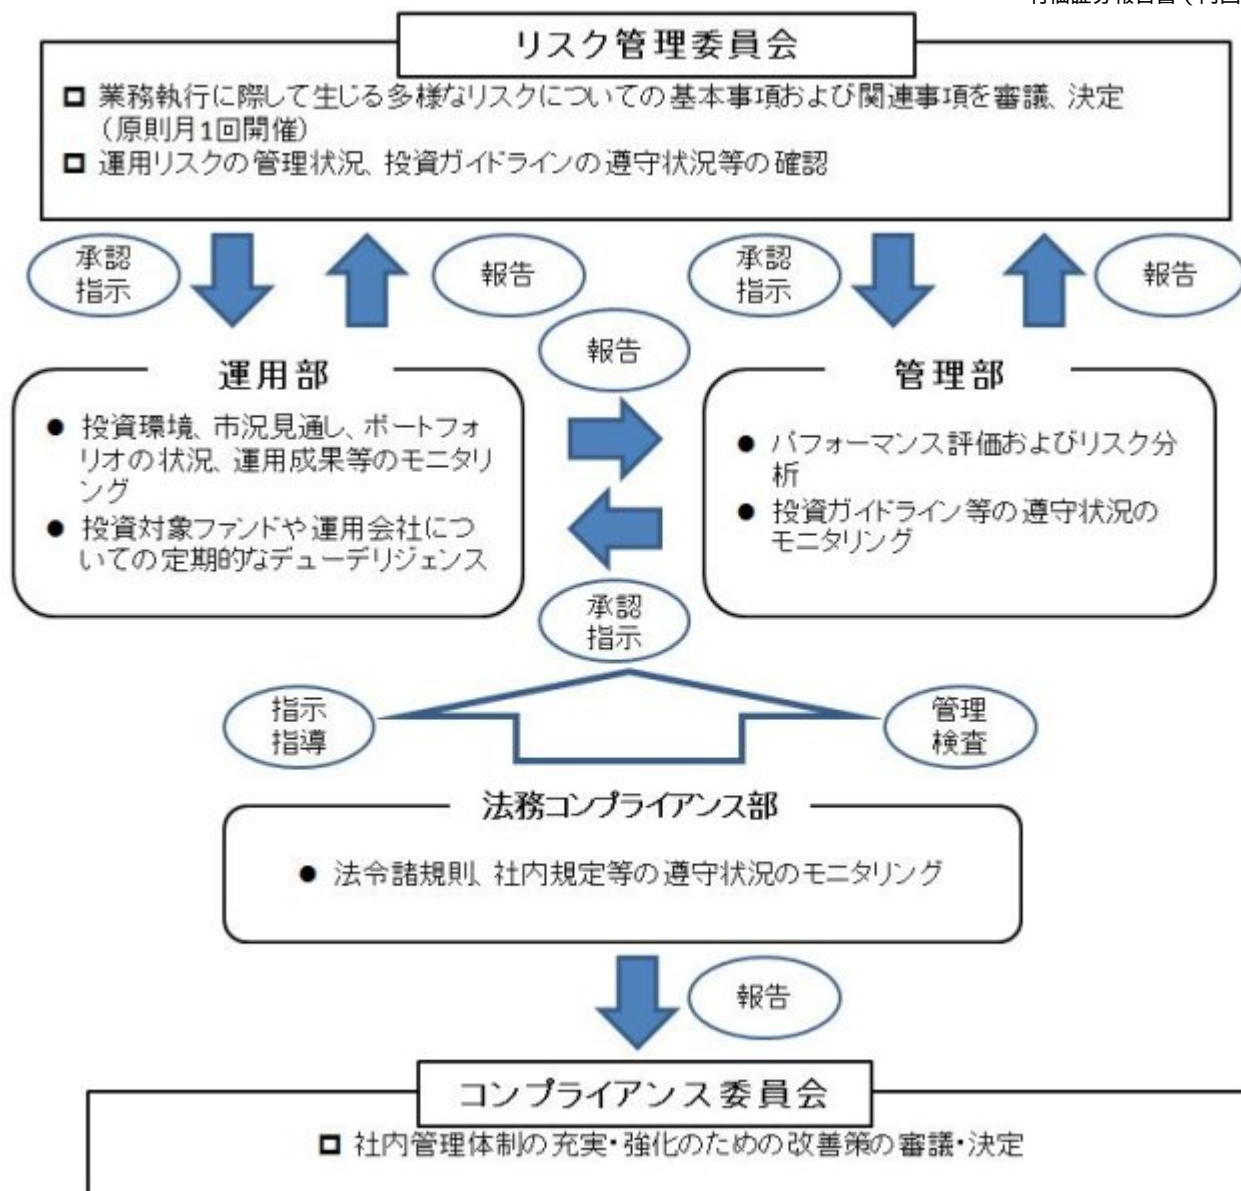 リスク管理委員会
業務執行に際して生じる多様なリスクについての基本事項および関連事項を審議、決定
（原則月1回開催）
運用リスクの管理状況、投資ガイドラインの遵守状況等の確認
承認
指示
報告
承認
指示
報告
報告
運用部
管理部
投資環境、市況見通し、ポートフォ
リオの状況、運用成果等のモニタリ
ング
投資対象ファンドや運用会社につ
いての定期的なデューデリジェンス
パフォーマンス評価およびリスク分
析
投資ガイドライン等の遵守状況の
モニタリング
承認
指示
指示
指導
管理
検査
法務コンプライアンス部
法令諸規則、社内規定等の遵守状況のモニタリング
報告
コンプライアンス委員会
社内管理体制の充実・強化のための改善策の審議・決定